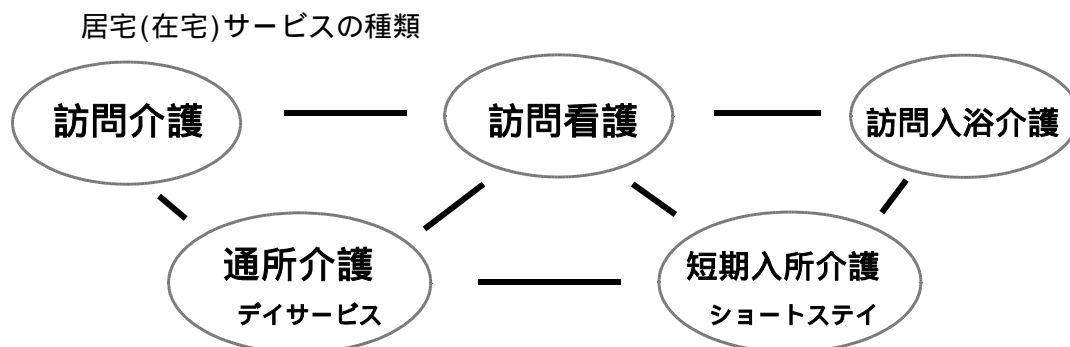 居宅(在宅)サービスの種類
訪問介護
訪問看護
訪問入浴介護
通所介護
デイサービス
短期入所介護
ショートステイ